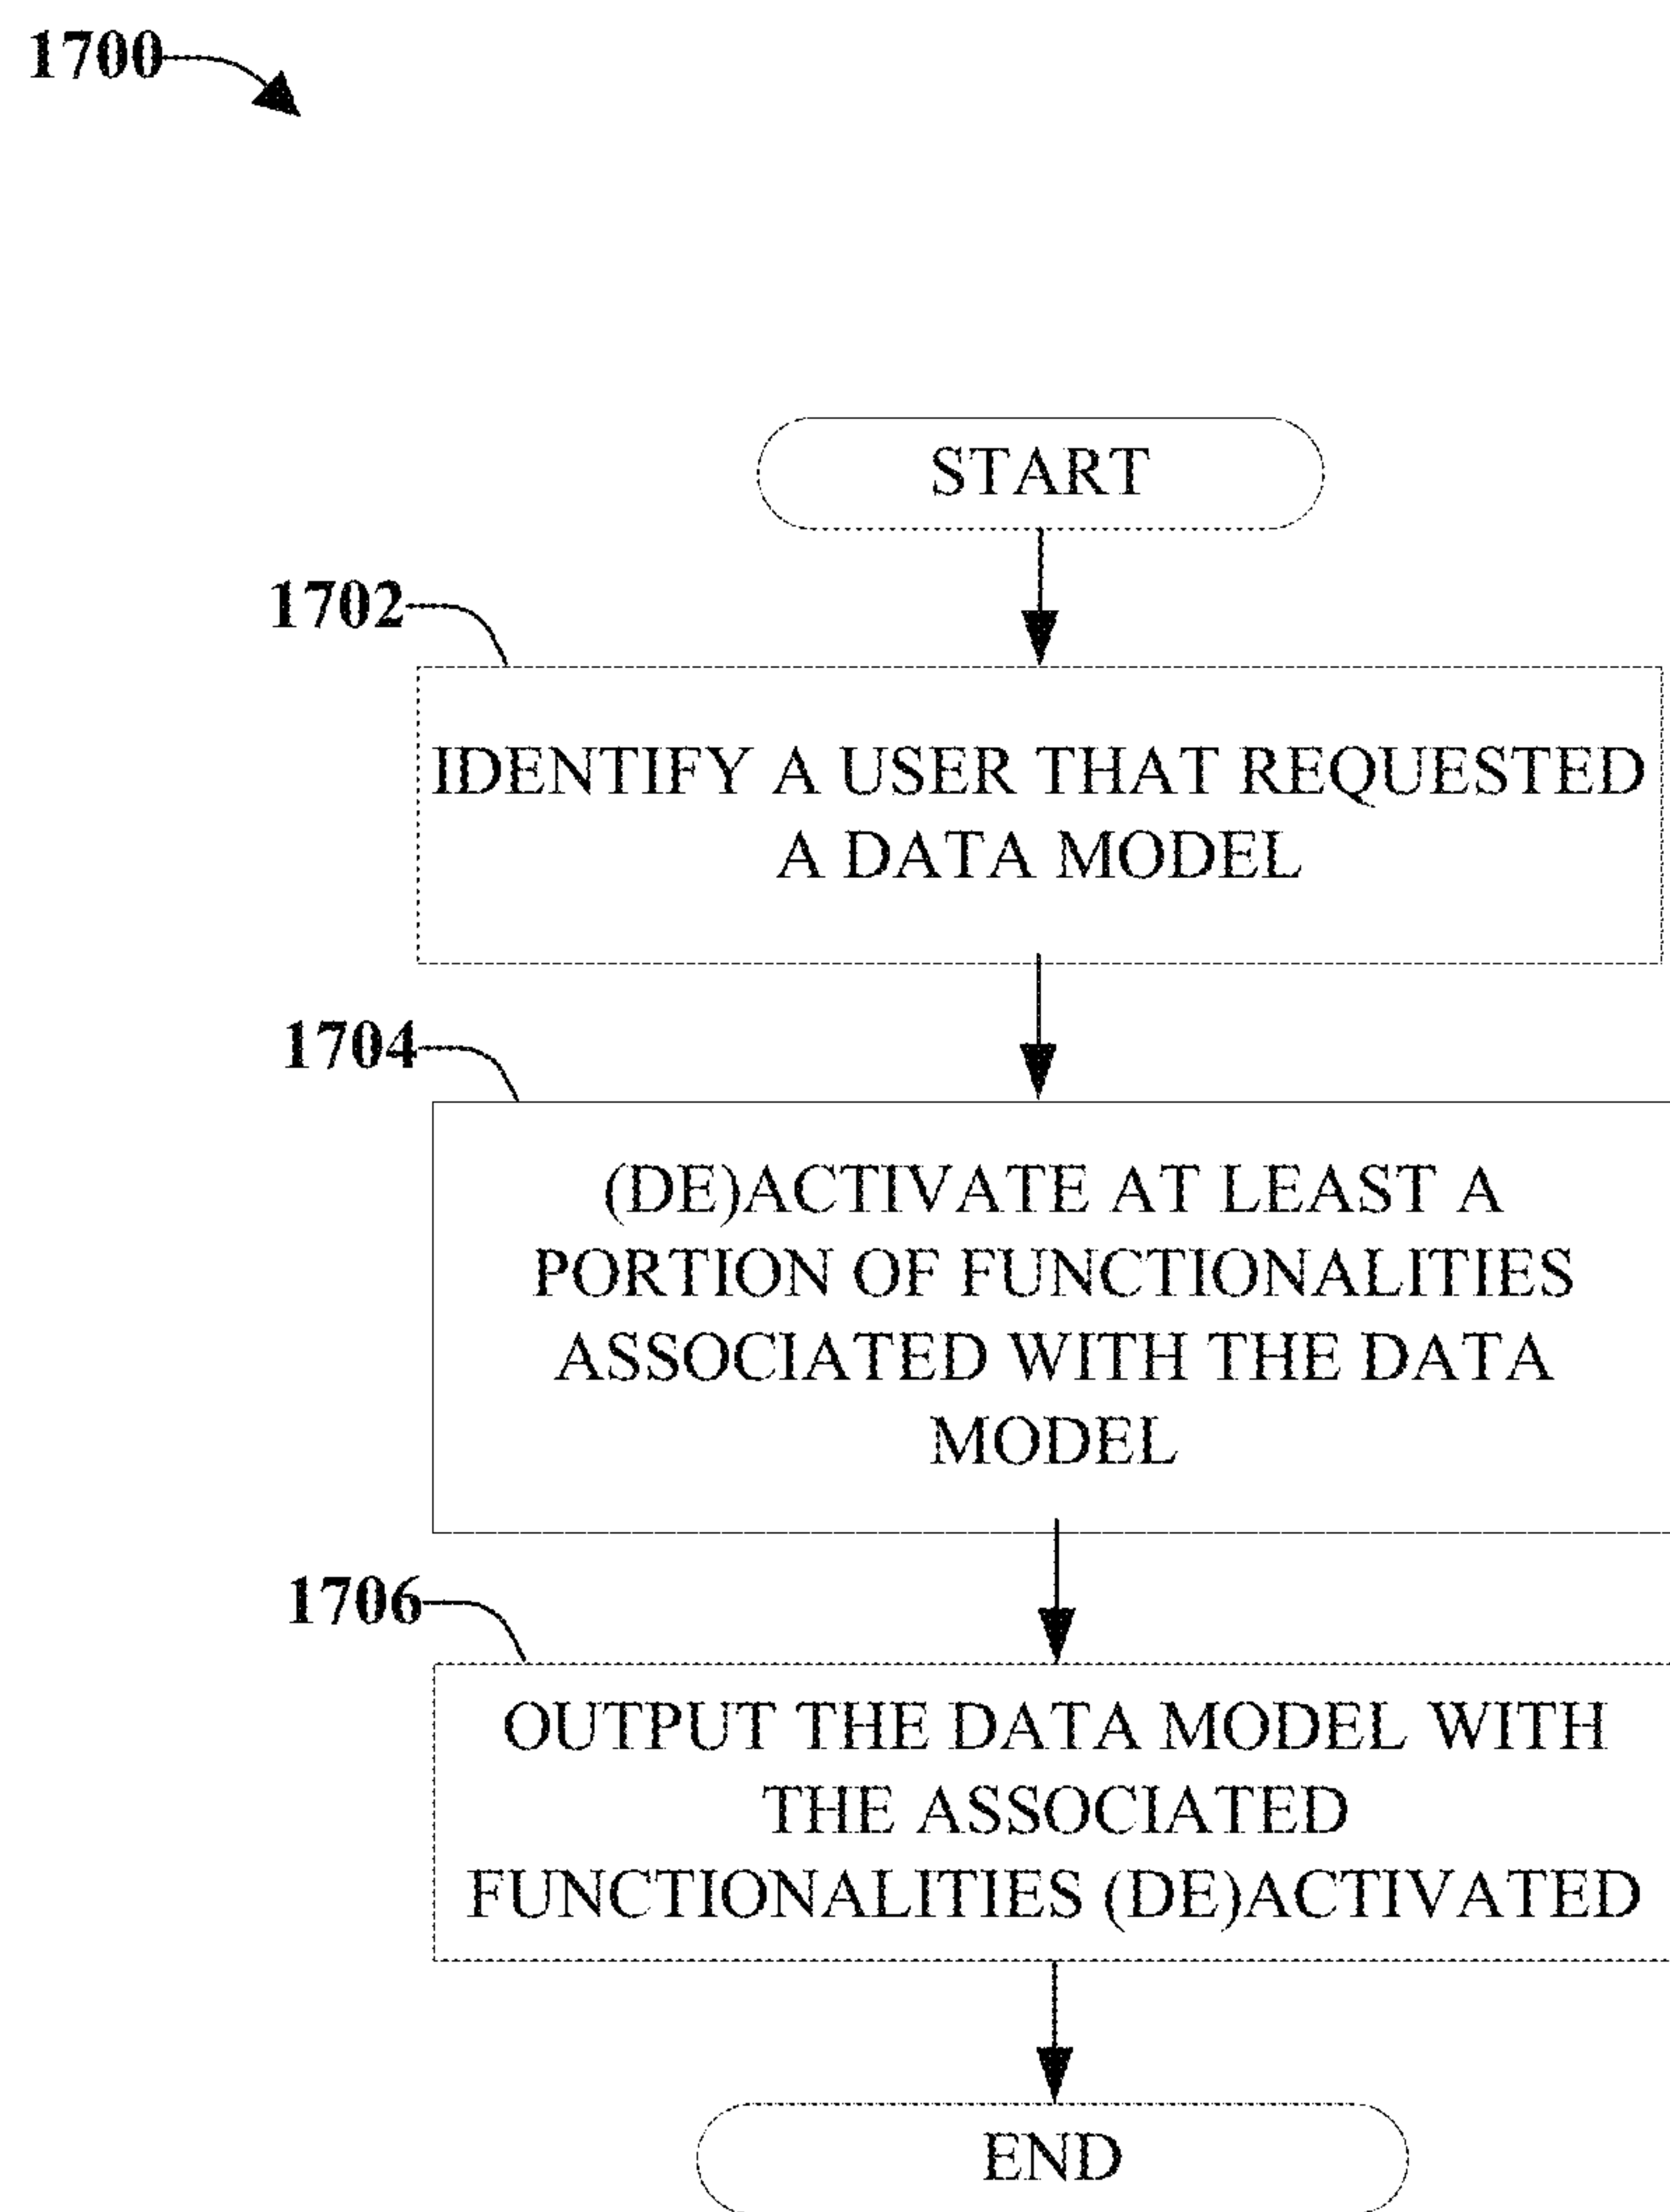 1700
START
1702
IDENTIFY A USER THAT REQUESTED
A DATA MODEL
1704
(DE)ACTIVATE AT LEAST A
PORTION OF FUNCTIONALITIES
ASSOCIATED WITH THE DATA
MODEL
1706
OUTPUT THE DATA MODEL WITH
THE ASSOCIATED
FUNCTIONALITIES (DE)ACTIVATED
END